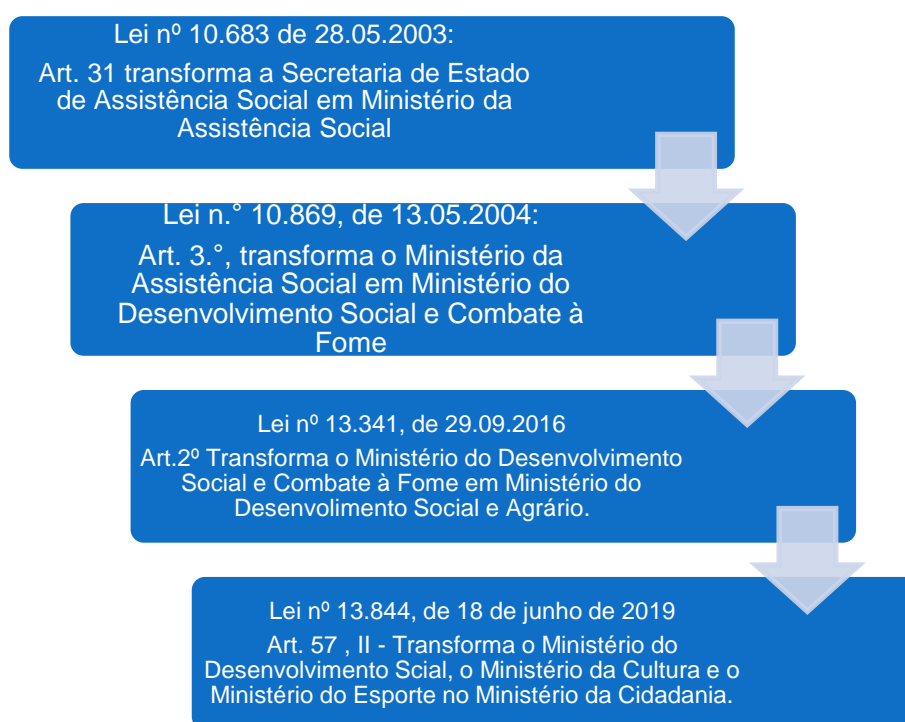 Lei nº 10.683 de 28.05.2003:
Art. 31 transforma a Secretaria de Estado
de Assistência Social em Ministério da
Assistência Social
Lei n.° 10.869, de 13.05.2004:
Art. 3.°, transforma o Ministério da
Assistência Social em Ministério do
Desenvolvimento Social e Combate à
Fome
Lei nº 13.341, de 29.09.2016
Art.2º Transforma o Ministério do Desenvolvimento
Social e Combate à Fome em Ministério do
Desenvolimento Social e Agrário.
Lei nº 13.844, de 18 de junho de 2019
Art. 57 , II - Transforma o Ministério do
Desenvolvimento Scial, o Ministério da Cultura e o
Ministério do Esporte no Ministério da Cidadania.